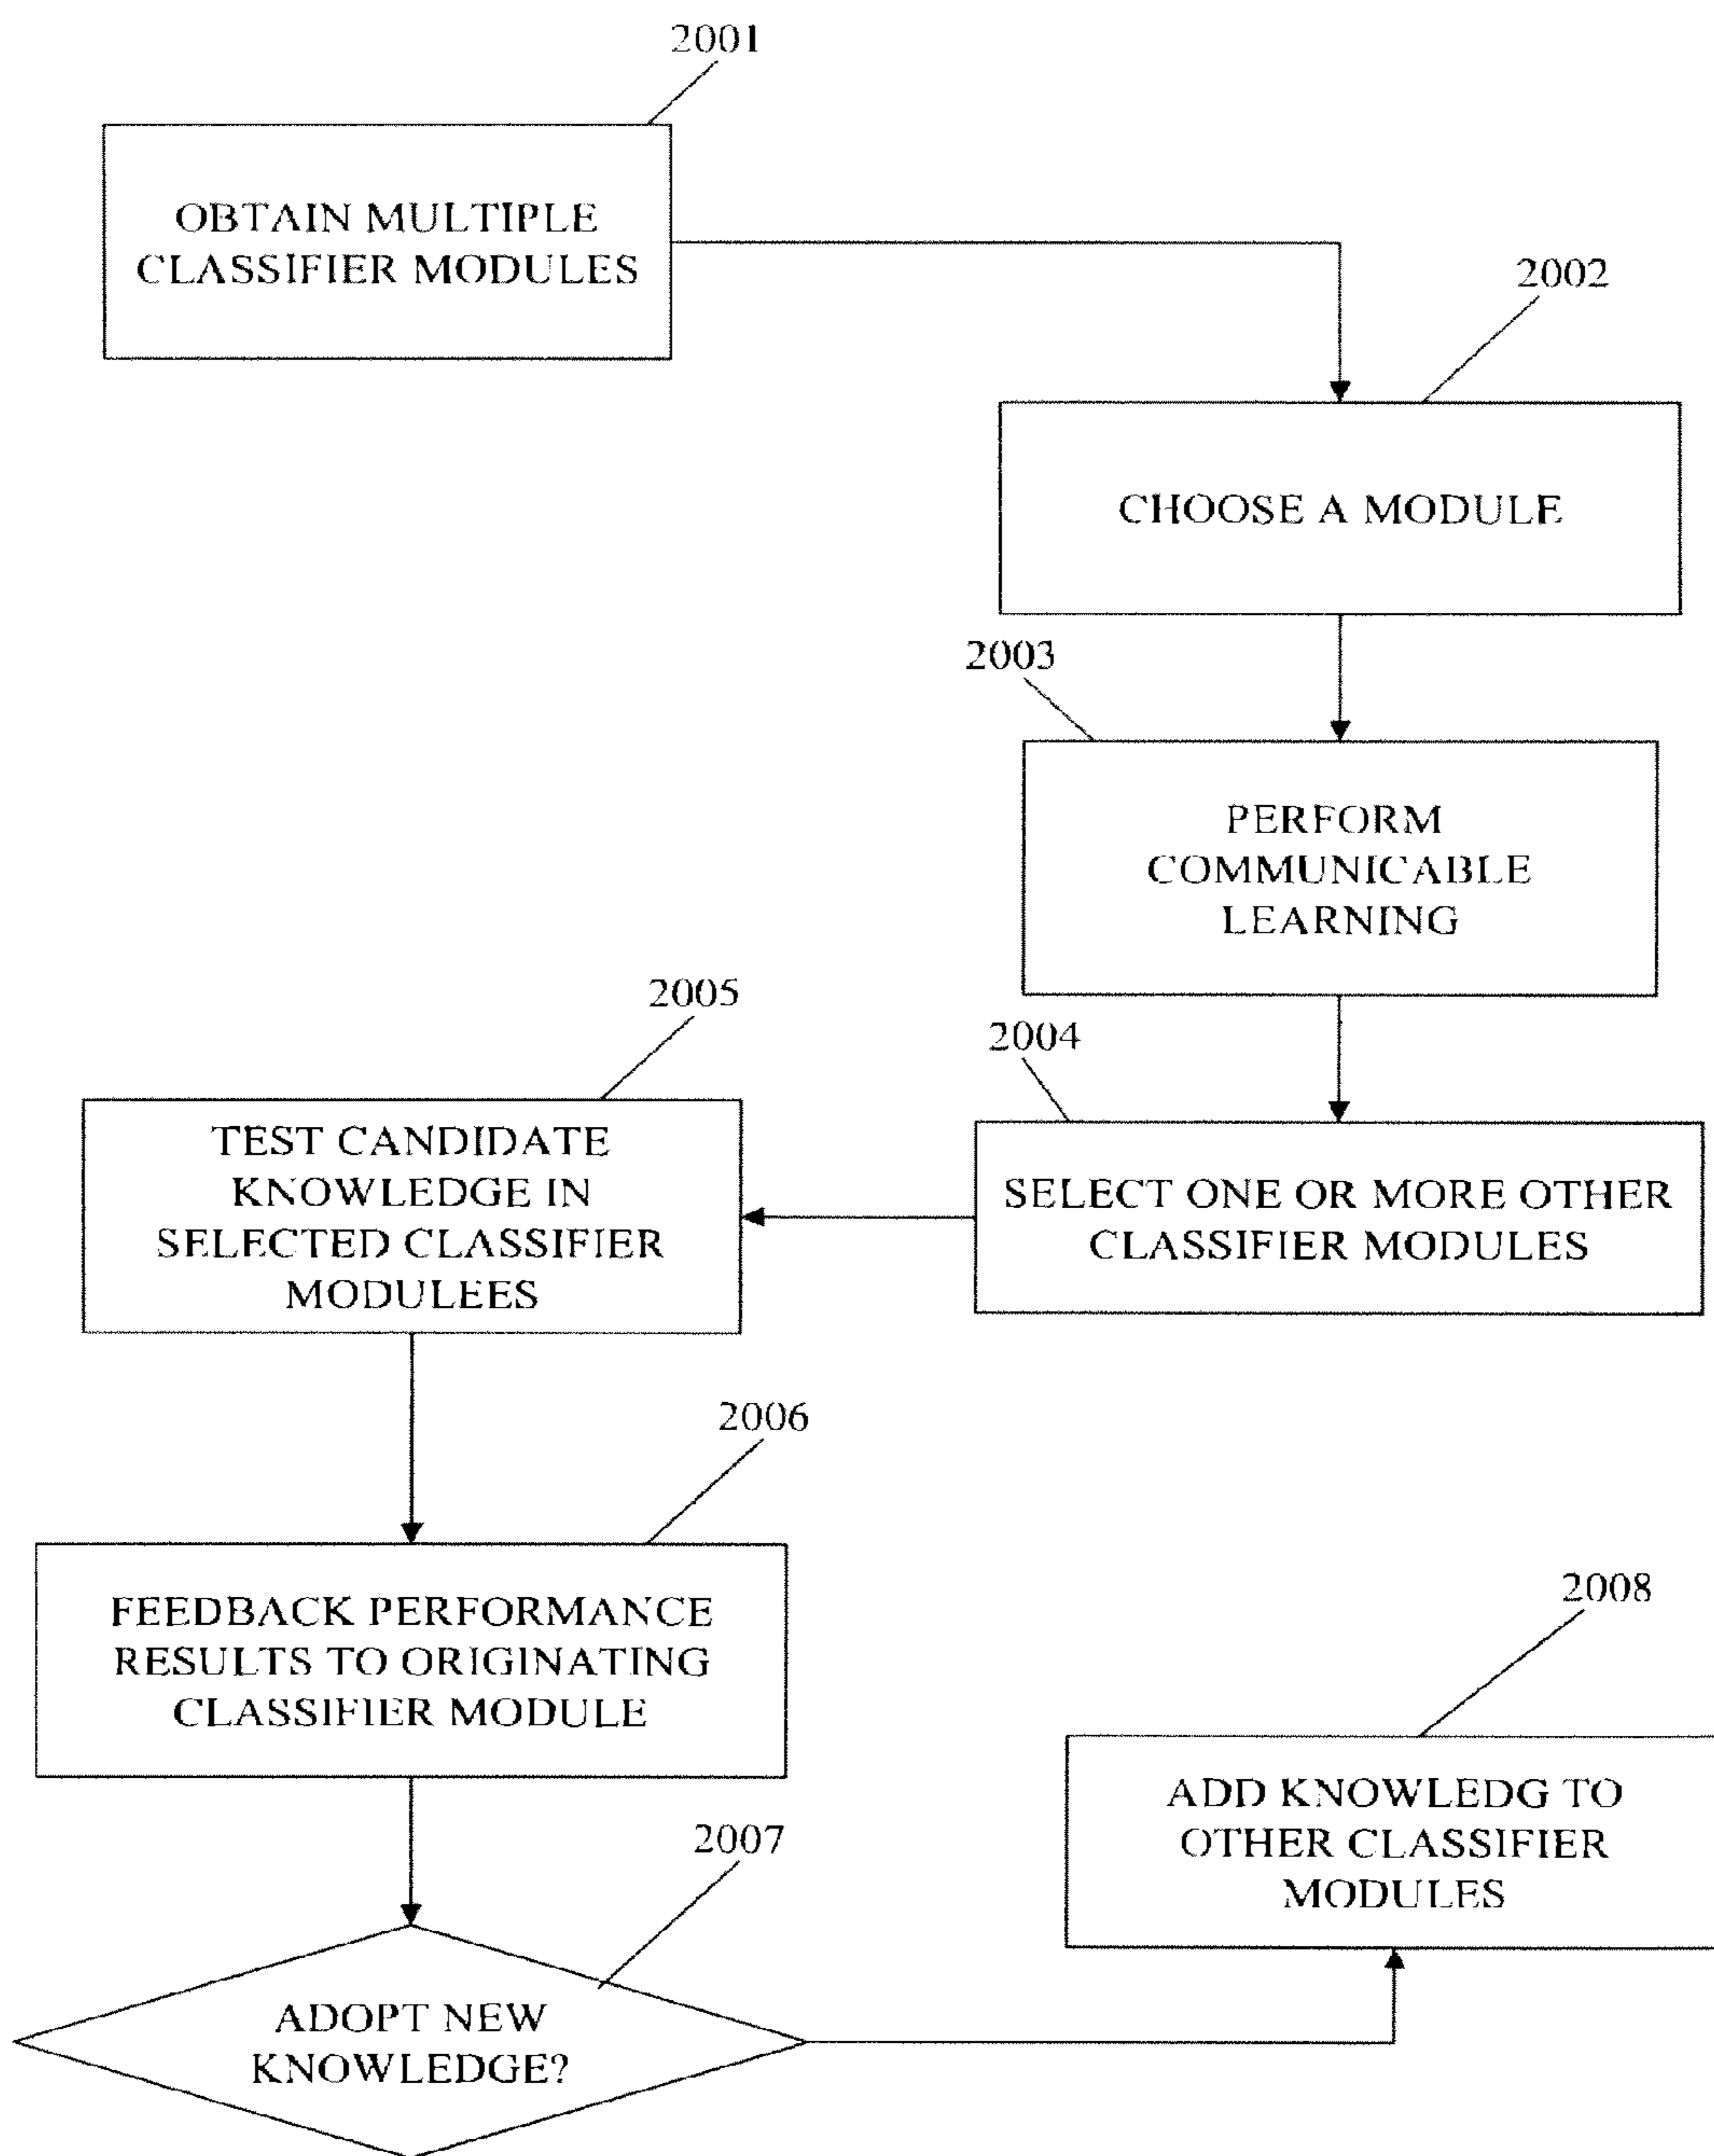 2001
OBTAIN MULTIPLE
CLASSIFIER MODULES
2002
CHOOSE A MODULE
2003
PERFORM
COMMUNICABLE
LEARNING
2004
SELECT ONE OR MORE OTHER
CLASSIFIER MODULES
2005
TEST CANDIDATE
KNOWLEDGE IN
SELECTED CLASSIFIER
MODULEES
2006
FEEDBACK PERFORMANCE
RESULTS TO ORIGINATING
CLASSIFIER MODULE
2007
ADOPT NEW
KNOWLEDGE?
2008
ADD KNOWLEDG TO
OTHER CLASSIFIER
MODULES